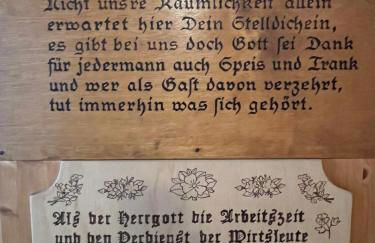 Nicht unsre Räumlichkeit allein
erwartet hier Dein Stelldichein,
es gibt bei uns doch Gott sei Dank
für jedermann auch Speis und Trank
und wer als Gast davon verzehrt,
tut immerhin was sich gehört.
Als der Herrgott die Arbeitszeit
und den Verdienst der Wirtsleute